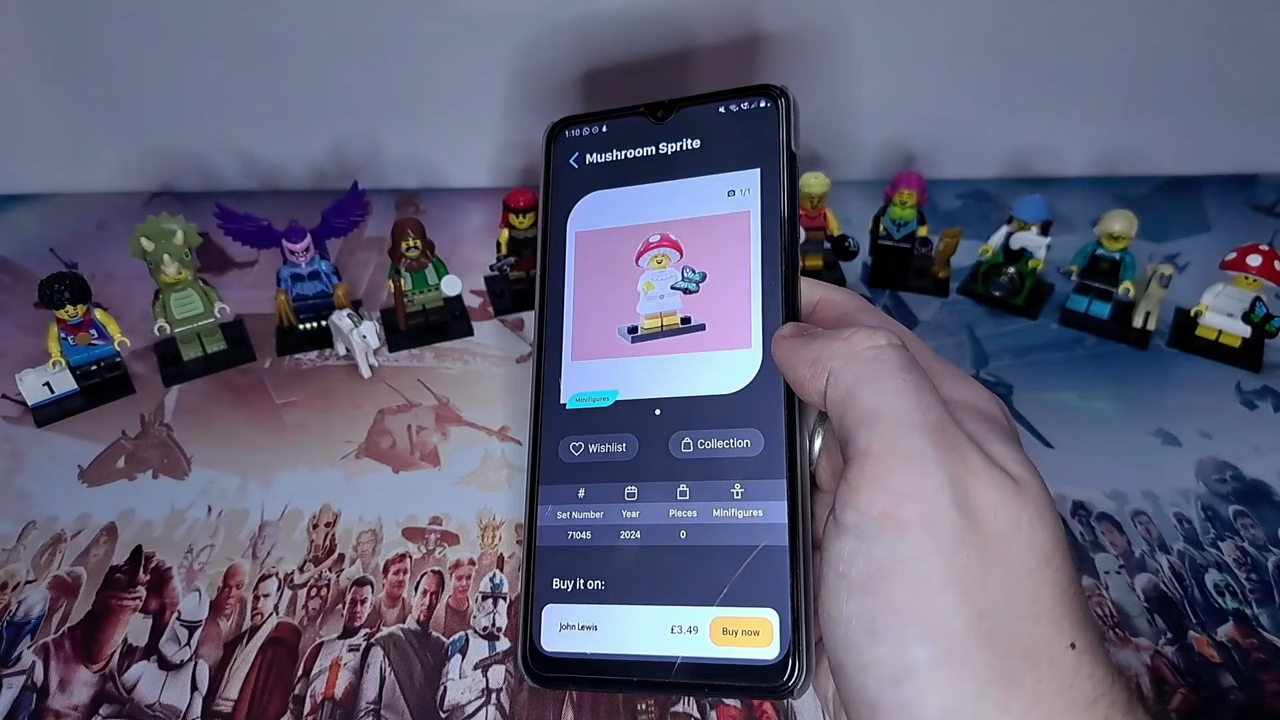 1:10
Mushroom Sprite
1/1
Minifigures
Wishlist
Collection
#
Set Number Year Pieces Minifigures
71045 2024 0
Buy it on:
John Lewis £3.49 Buy now
1